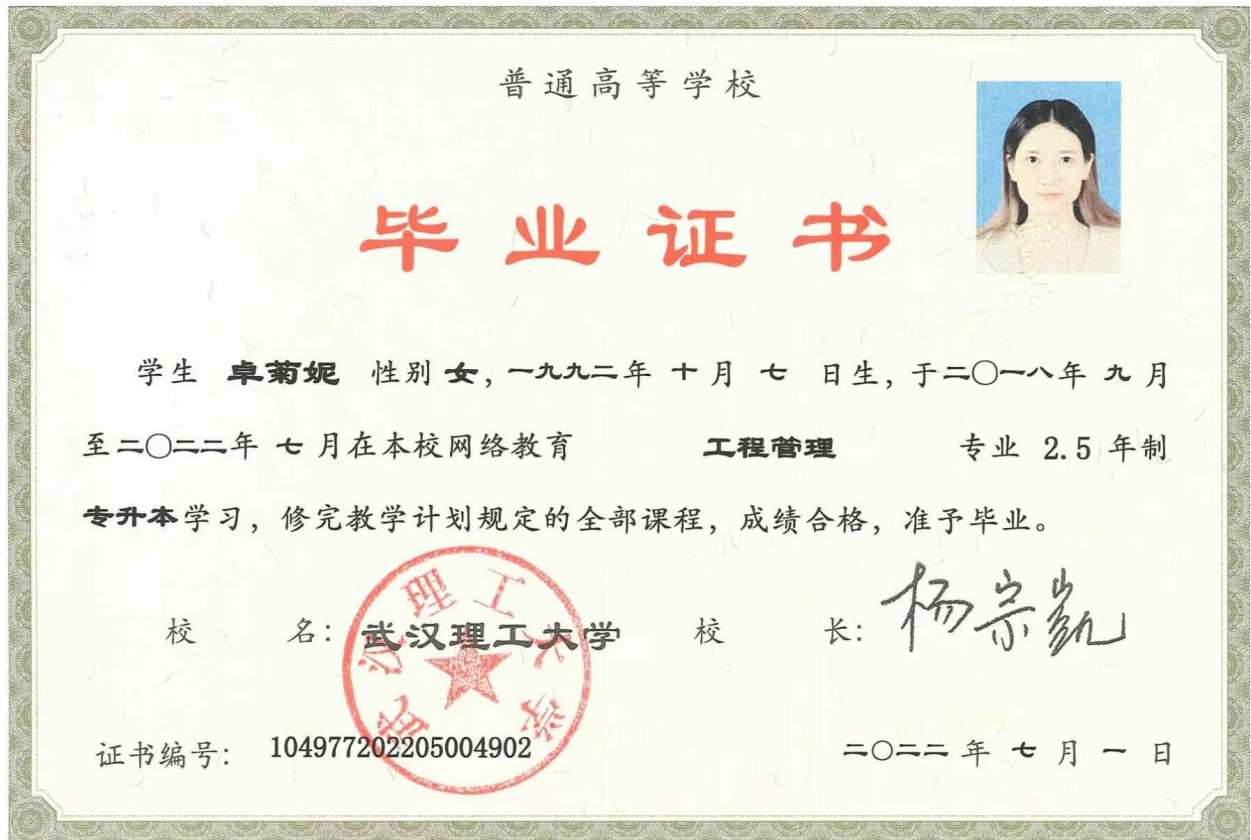 普通高等学校
毕业证书
学生 卓菊妮 性别 女, 一九九二年 十 月 七 日生, 于二〇一八年 九 月
至二〇二二年 七 月在本校网络教育 工程管理 专业 2.5 年制
专升本学习, 修完教学计划规定的全部课程, 成绩合格, 准予毕业。
校 名: 武汉理工大学 校 长: 杨宗凯
武汉理工大学
证书编号: 104977202205004902 二〇二二 年 七 月 一 日